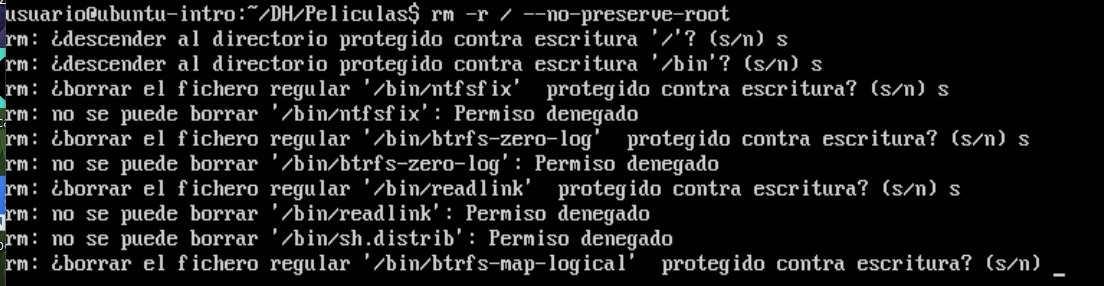 usuario@ubuntu-intro:~/DH/Peliculas$ rm -r / --no-preserve-root
rm: ¿descender al directorio protegido contra escritura '/'? (s/n) s
rm: ¿descender al directorio protegido contra escritura '/bin'? (s/n) s
rm: ¿borrar el fichero regular '/bin/ntfsfix'  protegido contra escritura? (s/n) s
rm: no se puede borrar '/bin/ntfsfix': Permiso denegado
rm: ¿borrar el fichero regular '/bin/btrfs-zero-log'  protegido contra escritura? (s/n) s
rm: no se puede borrar '/bin/btrfs-zero-log': Permiso denegado
rm: ¿borrar el fichero regular '/bin/readlink'  protegido contra escritura? (s/n) s
rm: no se puede borrar '/bin/readlink': Permiso denegado
rm: no se puede borrar '/bin/sh.distrib': Permiso denegado
rm: ¿borrar el fichero regular '/bin/btrfs-map-logical'  protegido contra escritura? (s/n) _